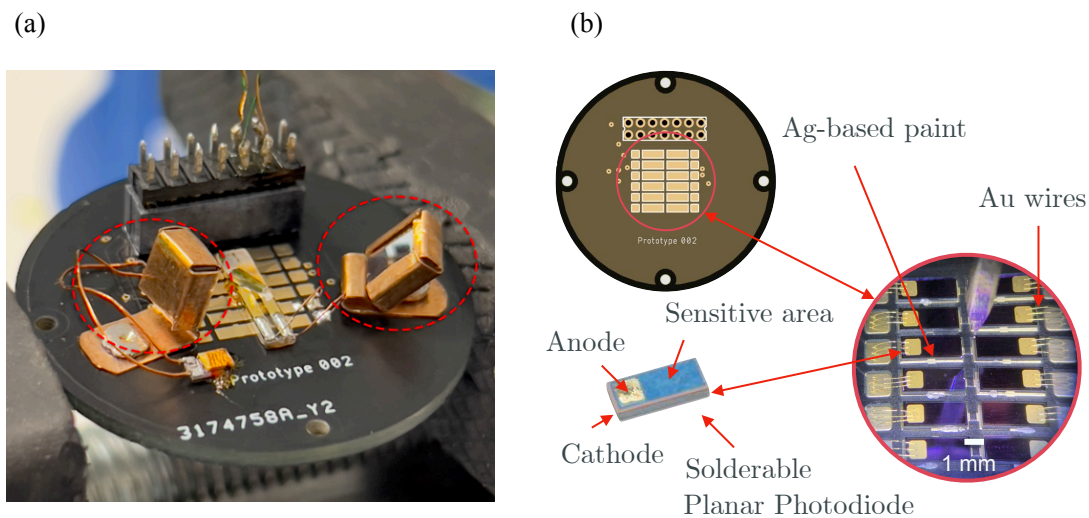 (a)
(b)
Prototype 002
3174758A_Y2
Prototype 002
Ag-based paint
Au wires
Sensitive area
Anode
Cathode
Solderable
Planar Photodiode
1 mm